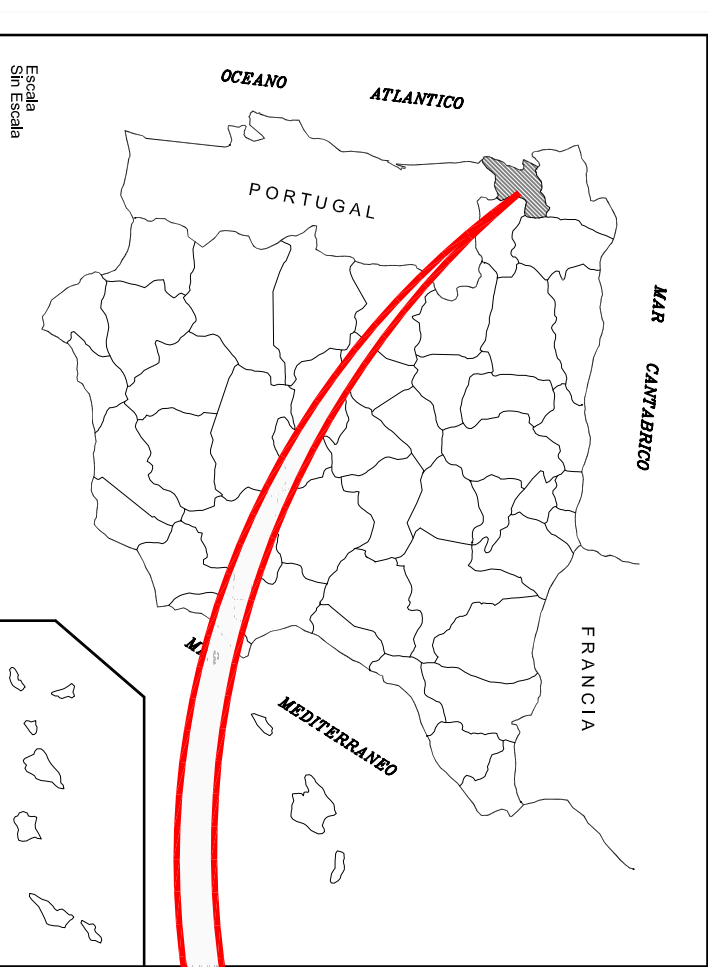 OCEANO
ATLANTICO
PORTUGAL
MAR
CANTABRICO
FRANCIA
MEDITERRANEO
Escala
Sin Escala